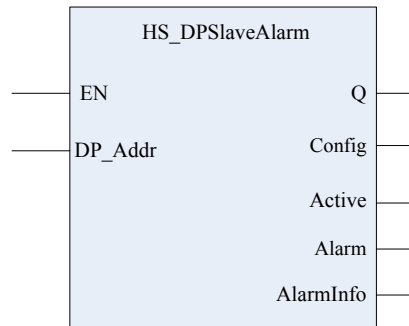 HS_DPSlaveAlarm
EN
Q
DP_Addr
Config
Active
Alarm
AlarmInfo